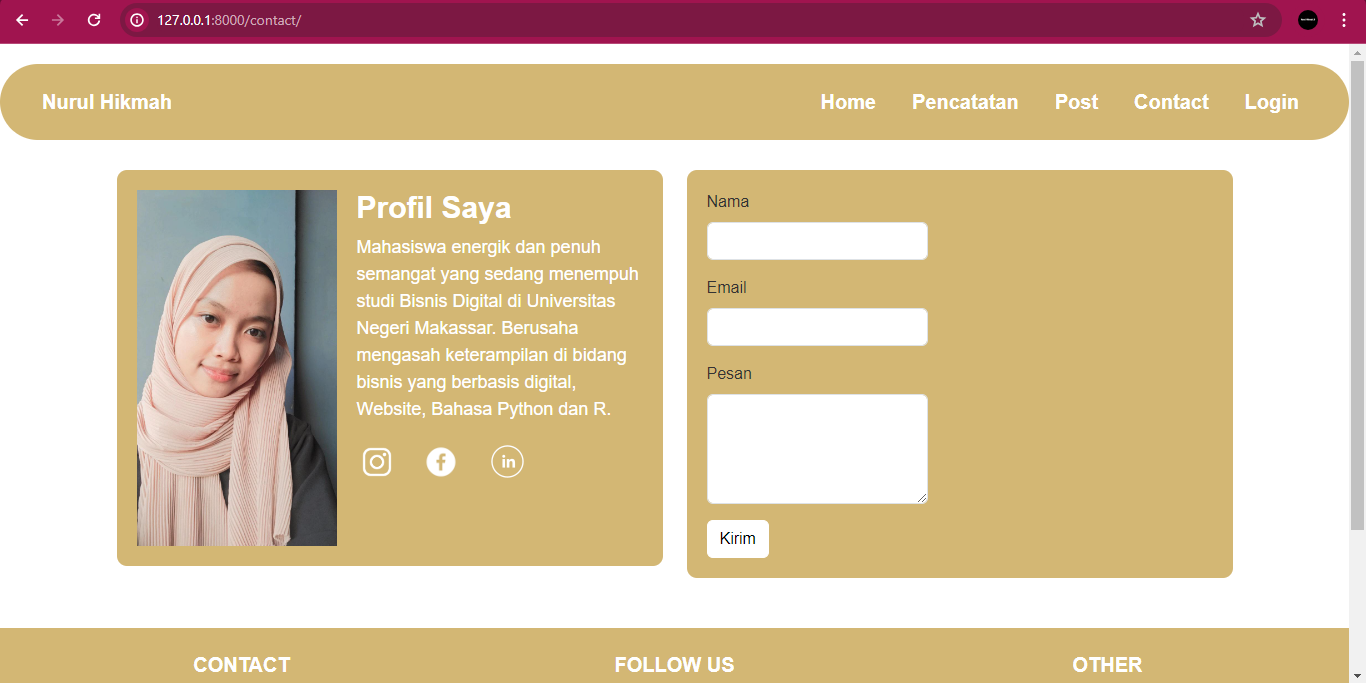 127.0.0.1:8000/contact/
Nurul Hikmah
Home
Pencatatan
Post
Contact
Login
Profil Saya
Mahasiswa energik dan penuh
semangat yang sedang menempuh
studi Bisnis Digital di Universitas
Negeri Makassar. Berusaha
mengasah keterampilan di bidang
bisnis yang berbasis digital,
Website, Bahasa Python dan R.
in
Nama
Email
Pesan
Kirim
CONTACT
FOLLOW US
OTHER